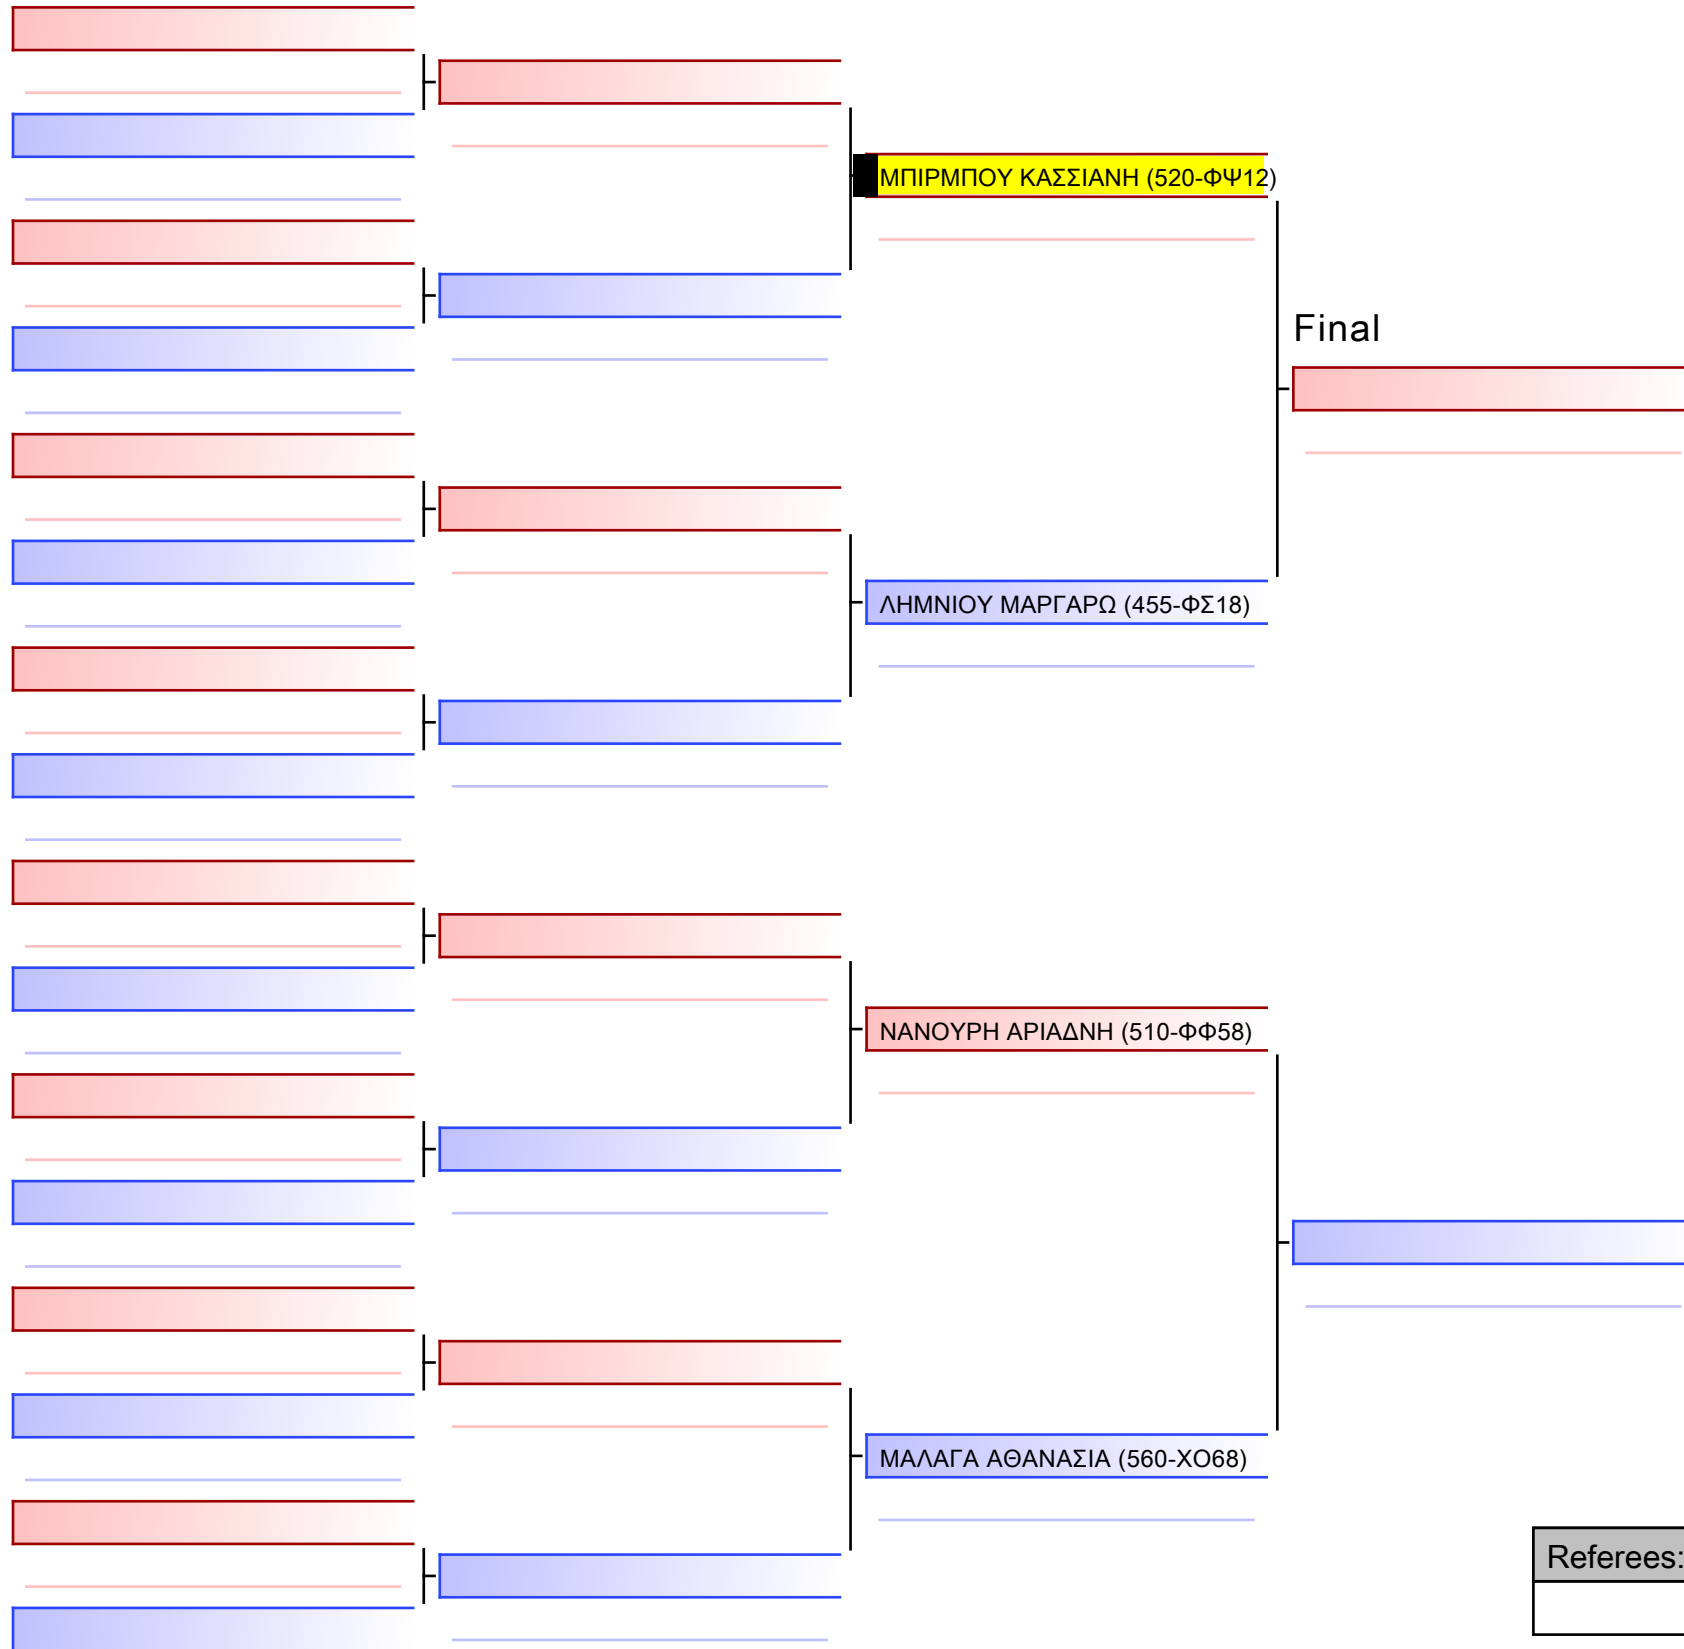 ΜΠΙΡΜΠΟΥ ΚΑΣΣΙΑΝΗ (520-ΦΨ12)
Final
ΛΗΜΝΙΟΥ ΜΑΡΓΑΡΩ (455-ΦΣ18)
ΝΑΝΟΥΡΗ ΑΡΙΑΔΝΗ (510-ΦΦ58)
ΜΑΛΑΓΑ ΑΘΑΝΑΣΙΑ (560-ΧΟ68)
Referees: